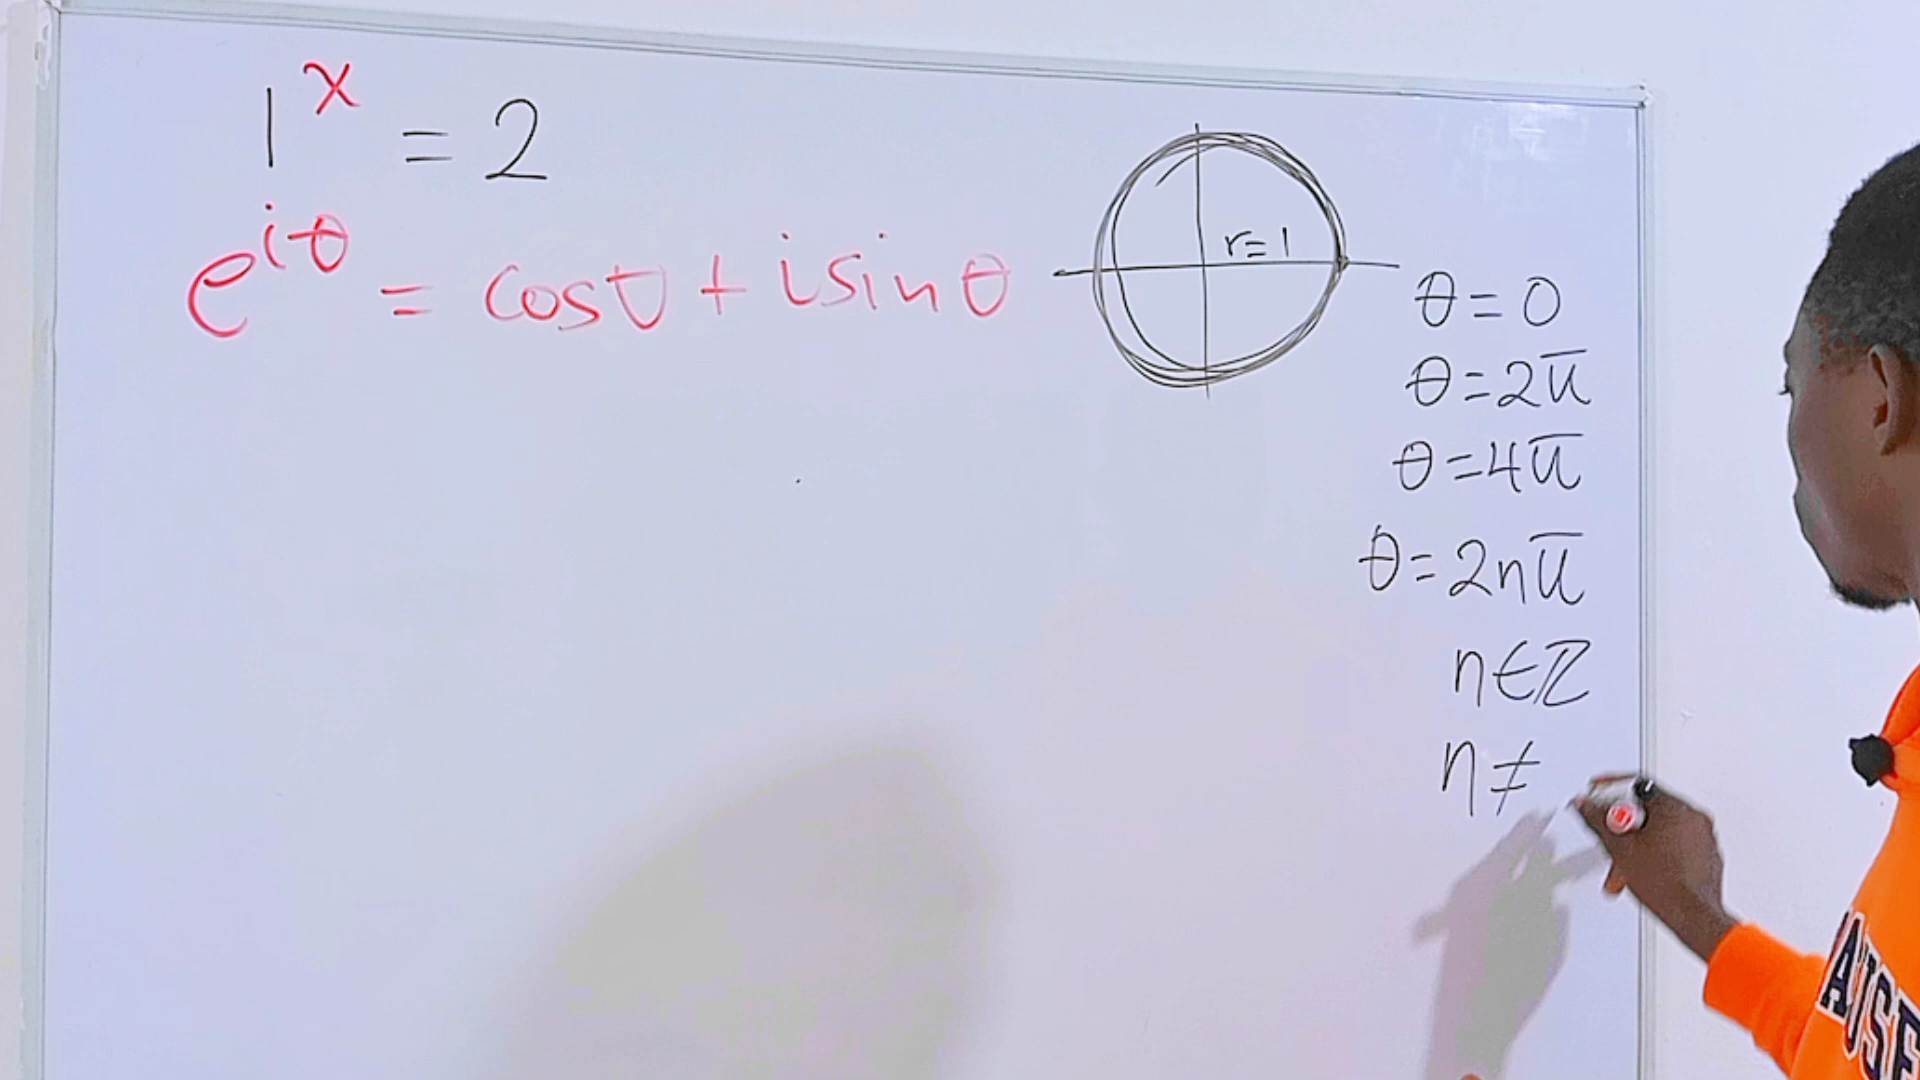 1^x = 2
e^{iθ} = cosθ + isinθ
r=1
θ=0
θ=2π
θ=4π
θ=2nπ
n∈ℤ
n≠